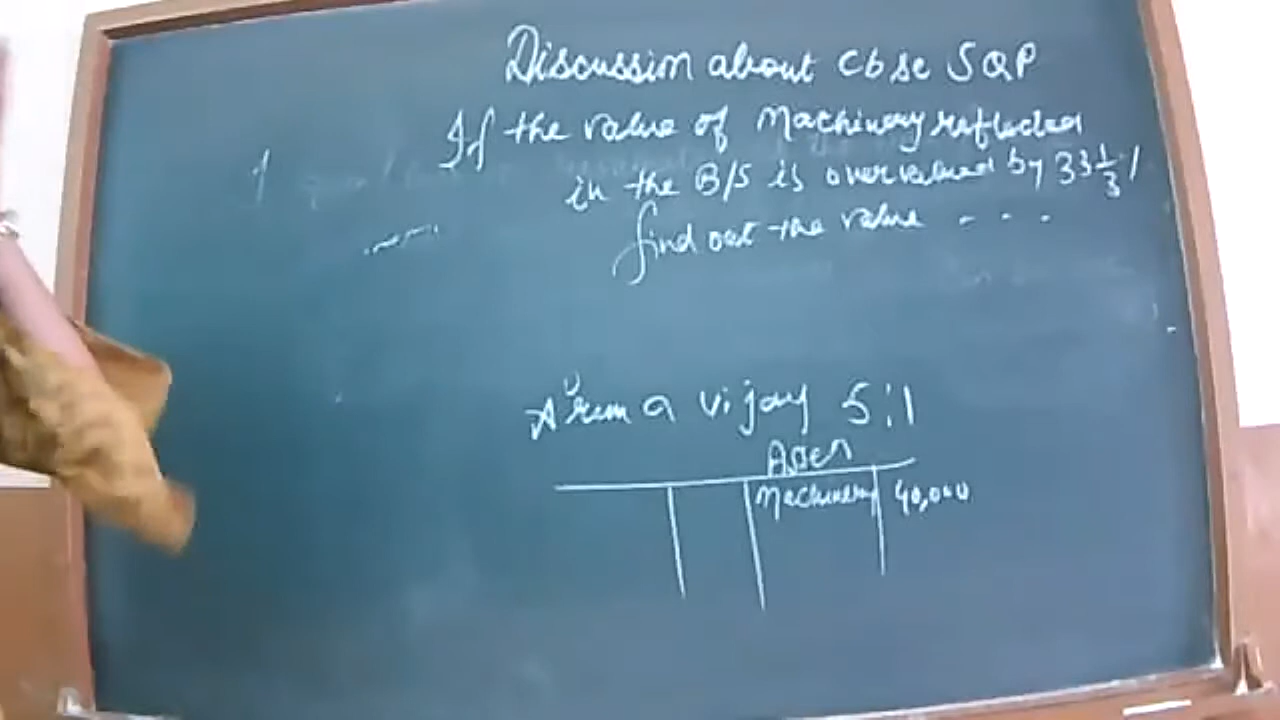 Discussion about Cbse SQP
If the value of Machinery reflected
in the B/S is overvalued by 33 1/3 %
find out the value - - -
Arun a Vijay 5:1
Asset
Machinery 40,000